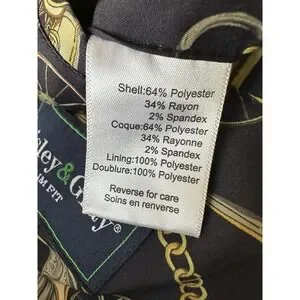 Shell:64% Polyester
34% Rayon
2% Spandex
Coque:64% Polyester
34% Rayonne
2% Spandex
Lining:100% Polyester
Doublure:100% Polyester
Reverse for care
Soins en renverse